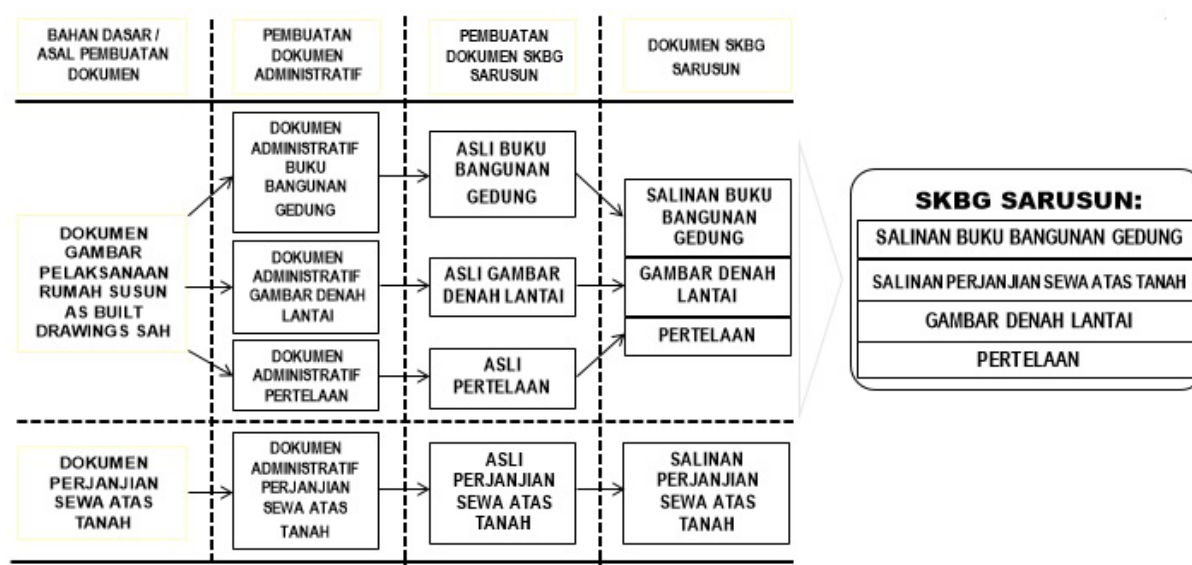 BAHAN DASAR /
ASAL PEMBUATAN
DOKUMEN
PEMBUATAN
DOKUMEN
ADMINISTRATIF
PEMBUATAN
DOKUMEN SKBG
SARUSUN
DOKUMEN SKBG
SARUSUN
DOKUMEN
GAMBAR
PELAKSANAAN
RUMAH SUSUN
AS BUILT
DRAWINGS SAH
DOKUMEN
ADMINISTRATIF
BUKU
BANGUNAN
GEDUNG
ASLI BUKU
BANGUNAN
GEDUNG
SALINAN BUKU
BANGUNAN
GEDUNG
DOKUMEN
ADMINISTRATIF
GAMBAR DENAH
LANTAI
ASLI GAMBAR
DENAH LANTAI
GAMBAR DENAH
LANTAI
DOKUMEN
ADMINISTRATIF
PERTELAAN
ASLI
PERTELAAN
PERTELAAN
DOKUMEN
PERJANJIAN
SEWA ATAS
TANAH
DOKUMEN
ADMINISTRATIF
PERJANJIAN
SEWA ATAS
TANAH
ASLI
PERJANJIAN
SEWA ATAS
TANAH
SALINAN
PERJANJIAN
SEWA ATAS
TANAH
SKBG SARUSUN:
SALINAN BUKU BANGUNAN GEDUNG
SALINAN PERJANJIAN SEWA ATAS TANAH
GAMBAR DENAH LANTAI
PERTELAAN